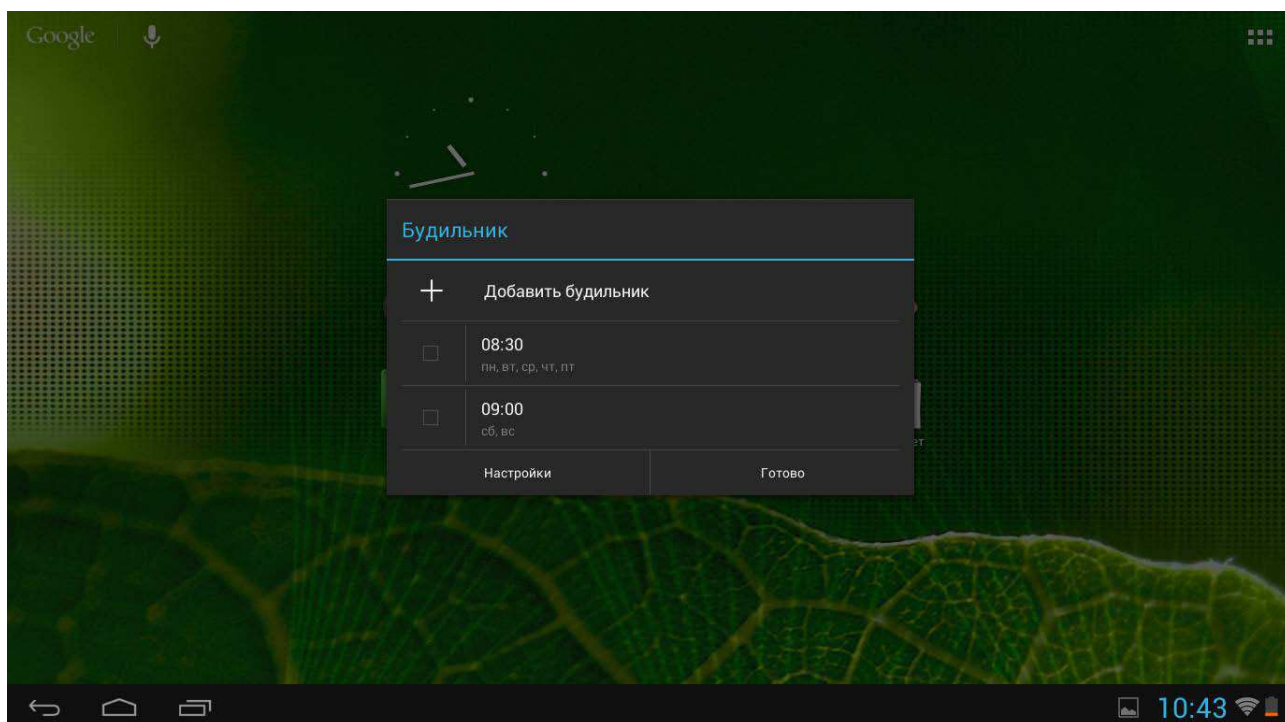 Google
Будильник
Добавить будильник
08:30
пн, вт, ср, чт, пт
09:00
сб, вс
Настройки
Готово
10:43